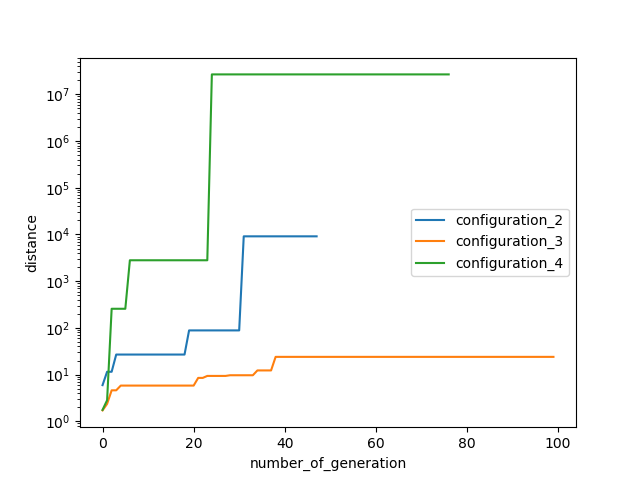 10⁷
10⁶
10⁵
10⁴
10³
10²
10¹
10⁰
distance
configuration_2
configuration_3
configuration_4
0 20 40 60 80 100
number_of_generation